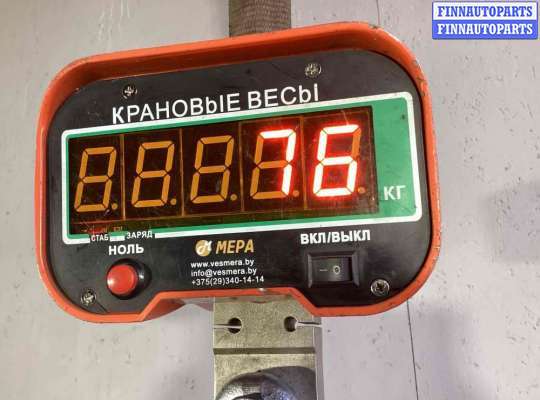 FINNAUTOPARTS
FINNAUTOPARTS
КРАНОВЫЕ ВЕСЫ
76
КГ
СТАБ ЗАРЯД
НОЛЬ
МЕРА
ВКЛ/ВЫКЛ
www.vesmera.by
info@vesmera.by
+375(29)340-14-14